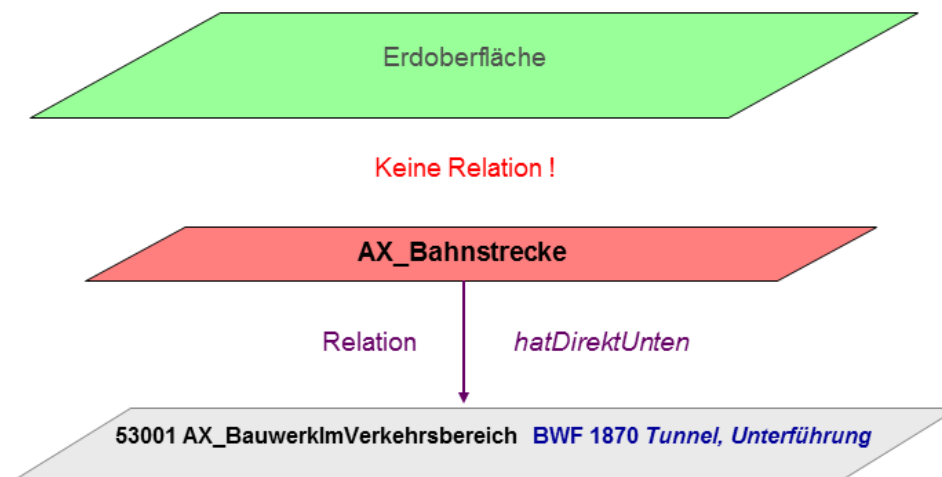 Erdoberfläche
Keine Relation !
AX_Bahnstrecke
Relation hatDirektUnten
53001 AX_BauwerkImVerkehrsbereich BWF 1870 Tunnel, Unterführung